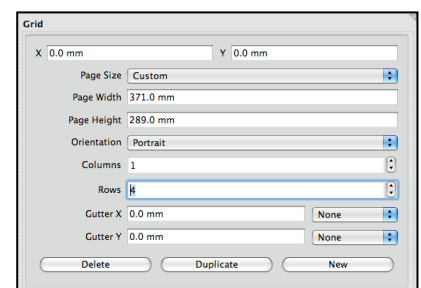 Grid
X 0.0 mm Y 0.0 mm
Page Size Custom
Page Width 371.0 mm
Page Height 289.0 mm
Orientation Portrait
Columns 1
Rows 4
Gutter X 0.0 mm None
Gutter Y 0.0 mm None
Delete Duplicate New